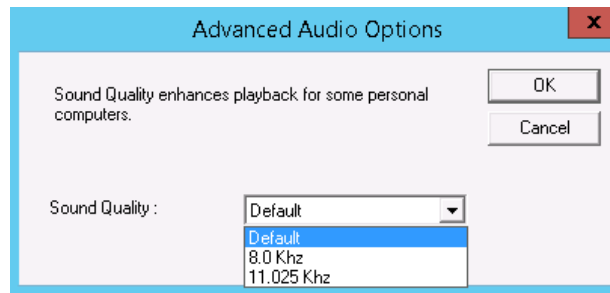 Advanced Audio Options
x
Sound Quality enhances playback for some personal
computers.
OK
Cancel
Sound Quality :
Default
Default
8.0 Khz
11.025 Khz